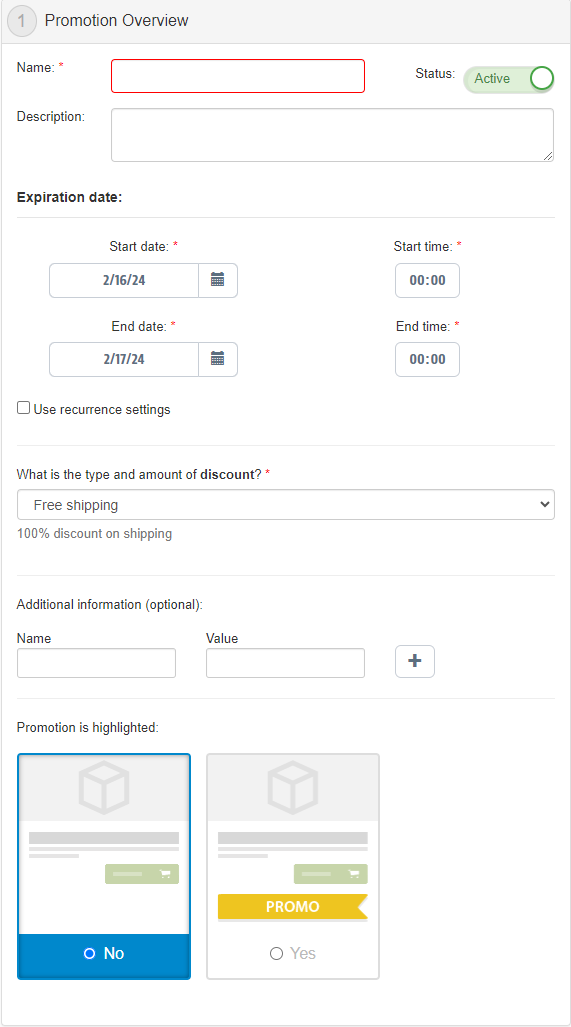 1 Promotion Overview
Name: * Status: Active
Description:
Expiration date:
Start date: * Start time: *
2/16/24 00:00
End date: * End time: *
2/17/24 00:00
Use recurrence settings
What is the type and amount of discount? *
Free shipping
100% discount on shipping
Additional information (optional):
Name Value
+
Promotion is highlighted:
PROMO
No Yes